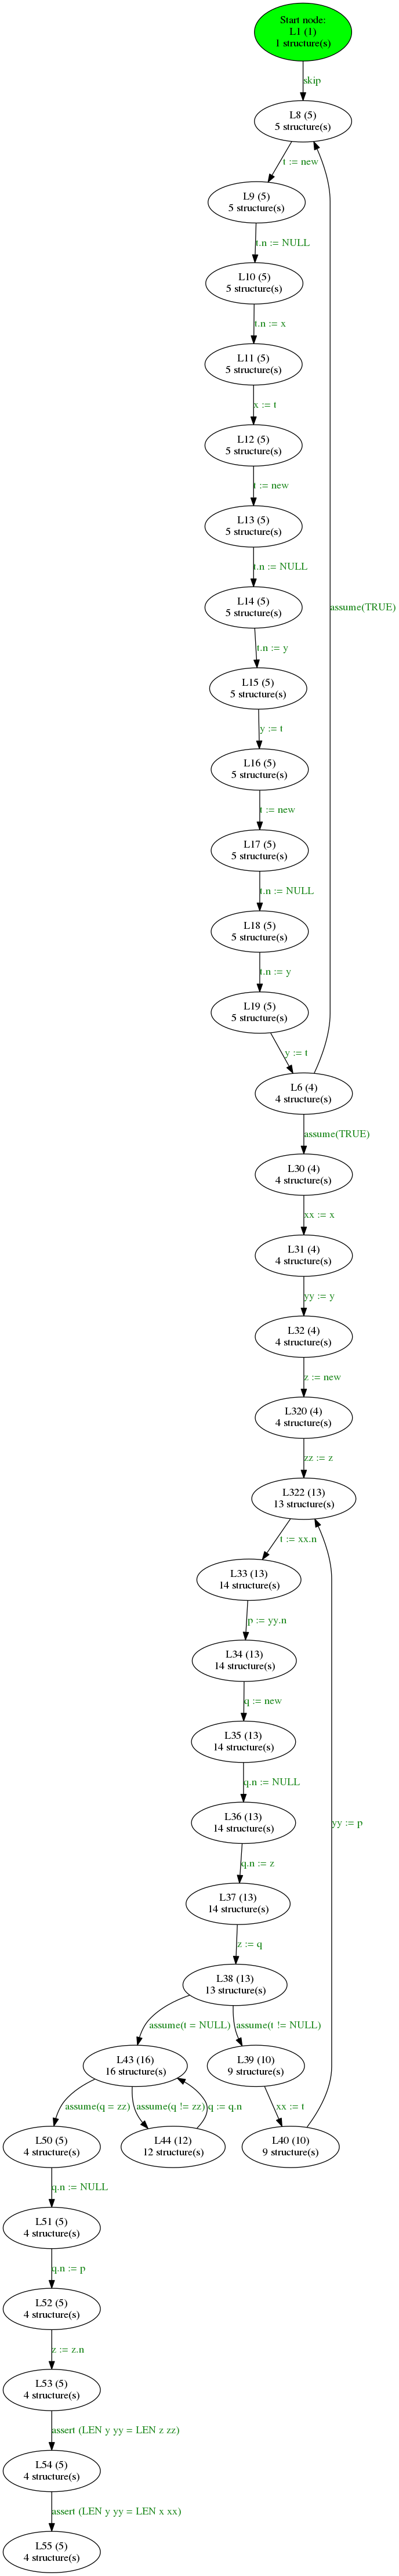 Start node:
L1 (1)
1 structure(s)
skip
L8 (5)
5 structure(s)
t := new
L9 (5)
5 structure(s)
t.n := NULL
L10 (5)
5 structure(s)
t.n := x
L11 (5)
5 structure(s)
x := t
L12 (5)
5 structure(s)
t := new
L13 (5)
5 structure(s)
t.n := NULL
L14 (5)
5 structure(s)
assume(TRUE)
t.n := y
L15 (5)
5 structure(s)
y := t
L16 (5)
5 structure(s)
t := new
L17 (5)
5 structure(s)
t.n := NULL
L18 (5)
5 structure(s)
t.n := y
L19 (5)
5 structure(s)
y := t
L6 (4)
4 structure(s)
assume(TRUE)
L30 (4)
4 structure(s)
xx := x
L31 (4)
4 structure(s)
yy := y
L32 (4)
4 structure(s)
z := new
L320 (4)
4 structure(s)
zz := z
L322 (13)
13 structure(s)
t := xx.n
L33 (13)
14 structure(s)
p := yy.n
L34 (13)
14 structure(s)
q := new
L35 (13)
14 structure(s)
q.n := NULL
L36 (13)
14 structure(s)
yy := p
q.n := z
L37 (13)
14 structure(s)
z := q
L38 (13)
13 structure(s)
assume(t = NULL)
assume(t != NULL)
L43 (16)
16 structure(s)
L39 (10)
9 structure(s)
assume(q = zz)
assume(q != zz)
q := q.n
xx := t
L50 (5)
4 structure(s)
L44 (12)
12 structure(s)
L40 (10)
9 structure(s)
q.n := NULL
L51 (5)
4 structure(s)
q.n := p
L52 (5)
4 structure(s)
z := z.n
L53 (5)
4 structure(s)
assert (LEN y yy = LEN z zz)
L54 (5)
4 structure(s)
assert (LEN y yy = LEN x xx)
L55 (5)
4 structure(s)